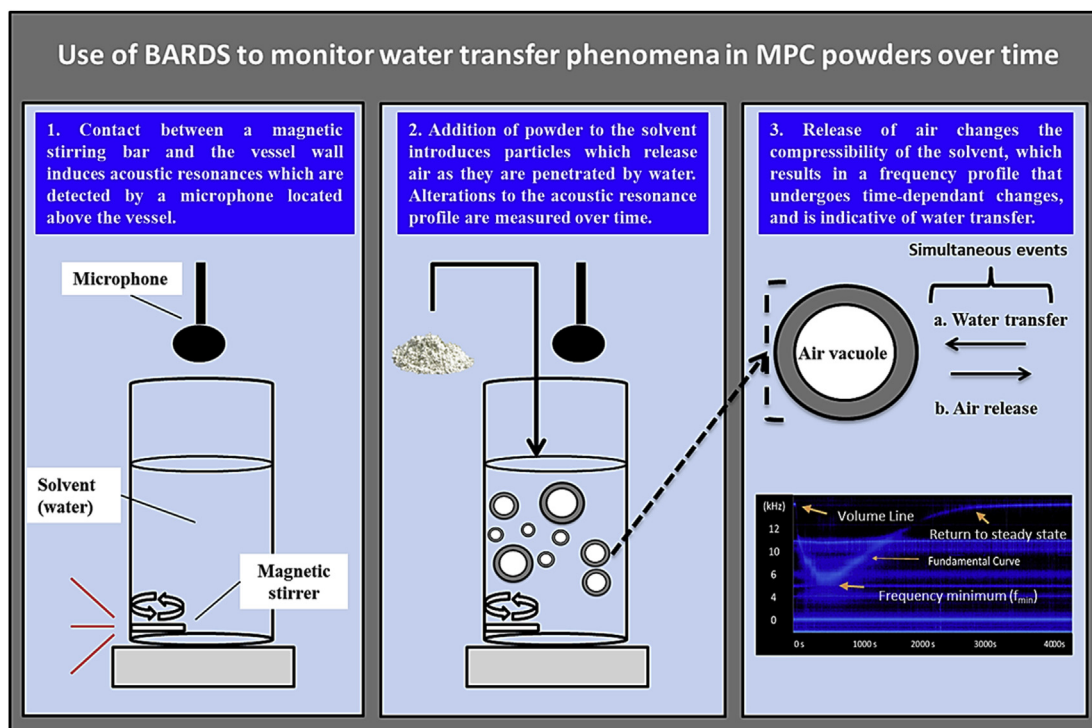 Use of BARDS to monitor water transfer phenomena in MPC powders over time
1. Contact between a magnetic
stirring bar and the vessel wall
induces acoustic resonances which are
detected by a microphone located
above the vessel.
Microphone
Solvent
(water)
Magnetic
stirrer
2. Addition of powder to the solvent
introduces particles which release
air as they are penetrated by water.
Alterations to the acoustic resonance
profile are measured over time.
3. Release of air changes the
compressibility of the solvent, which
results in a frequency profile that
undergoes time-dependant changes,
and is indicative of water transfer.
Simultaneous events
a. Water transfer
Air vacuole
b. Air release
(kHz)
Volume Line
12
Return to steady state
10
Fundamental Curve
6
Frequency minimum (fmin)
4
0
0 s
1000s
2000s
3000s
4000s